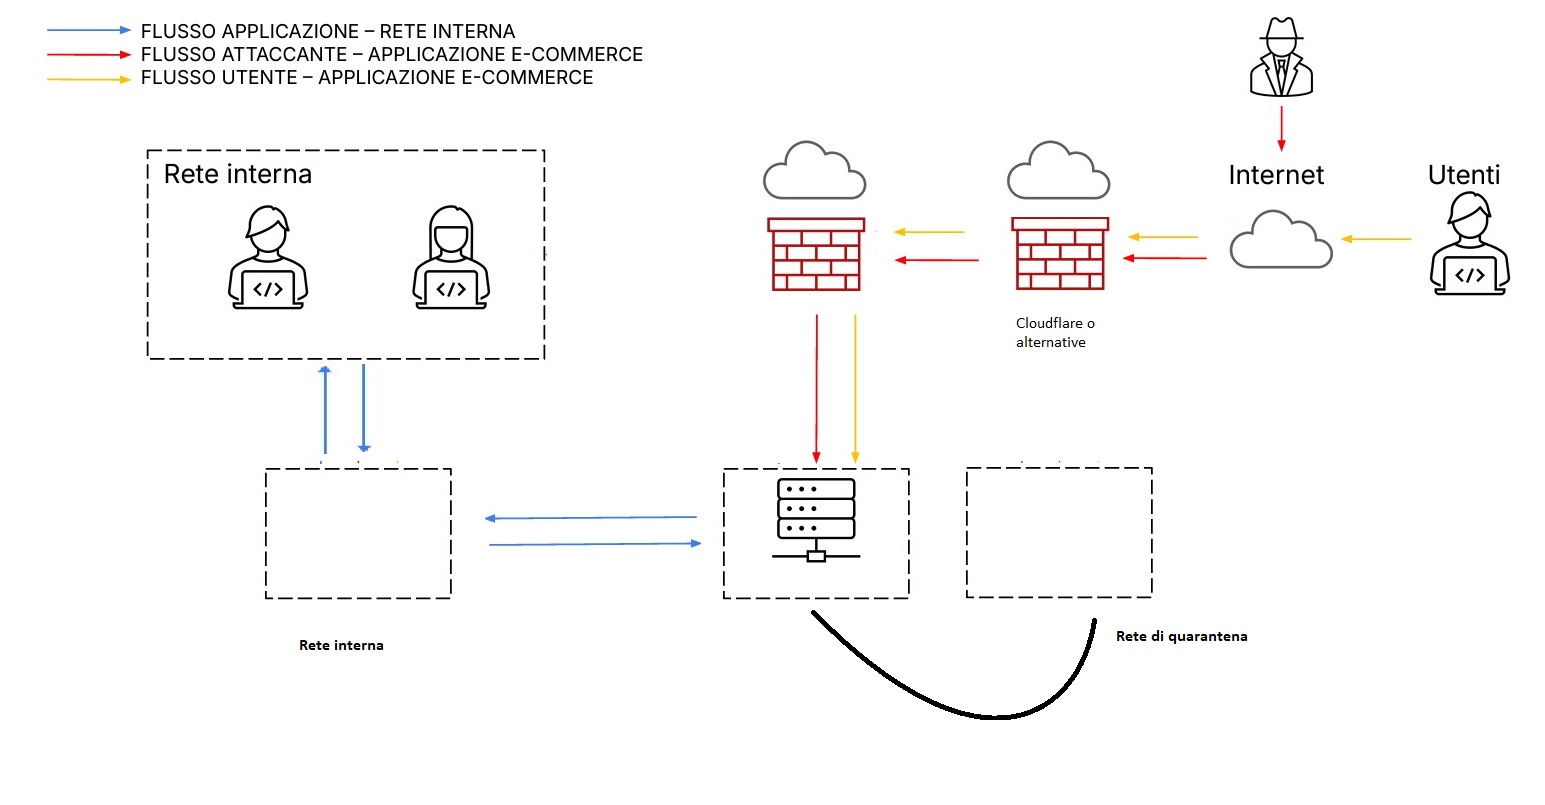 FLUSSO APPLICAZIONE – RETE INTERNA
FLUSSO ATTACCANTE – APPLICAZIONE E-COMMERCE
FLUSSO UTENTE – APPLICAZIONE E-COMMERCE
Rete interna
Internet
Utenti
</>
</>
</>
Cloudflare o
alternative
Rete interna
Rete di quarantena